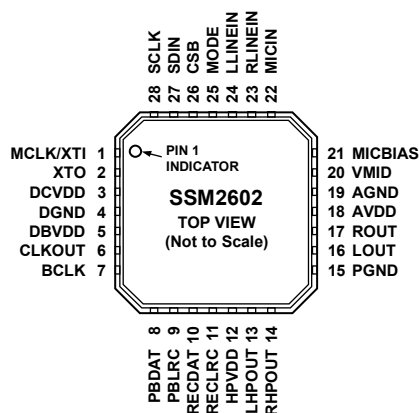 28 SCLK
27 SDIN
26 CSB
25 MODE
24 LLINEIN
23 RLINEIN
22 MICIN
MCLK/XTI 1
XTO 2
DCVDD 3
DGND 4
DBVDD 5
CLKOUT 6
BCLK 7
PIN 1
INDICATOR
SSM2602
TOP VIEW
(Not to Scale)
21 MICBIAS
20 VMID
19 AGND
18 AVDD
17 ROUT
16 LOUT
15 PGND
PBDAT 8
PBLRC 9
RECDAT 10
RECLRC 11
HPVDD 12
LHPOUT 13
RHPOUT 14